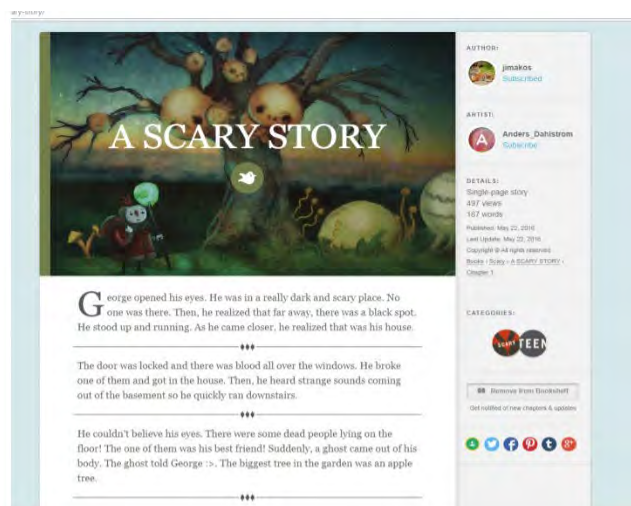 ary-story/
A SCARY STORY
George opened his eyes. He was in a really dark and scary place. No
one was there. Then, he realized that far away, there was a black spot.
He stood up and running. As he came closer, he realized that was his house.
The door was locked and there was blood all over the windows. He broke
one of them and got in the house. Then, he heard strange sounds coming
out of the basement so he quickly ran downstairs.
He couldn't believe his eyes. There were some dead people lying on the
floor! The one of them was his best friend! Suddenly, a ghost came out of his
body. The ghost told George :>. The biggest tree in the garden was an apple
tree.
AUTHOR:
jimakos
Subscribed
ARTIST:
A
Anders_Dahlstrom
Subscribe
DETAILS:
Single-page story
497 views
167 words
Published: May 22, 2016
Last Update: May 22, 2016
Copyright © All rights reserved
Books › Scary › A SCARY STORY ›
Chapter 1
CATEGORIES:
SCARY TEEN
Remove from Bookshelf
Get notified of new chapters & updates